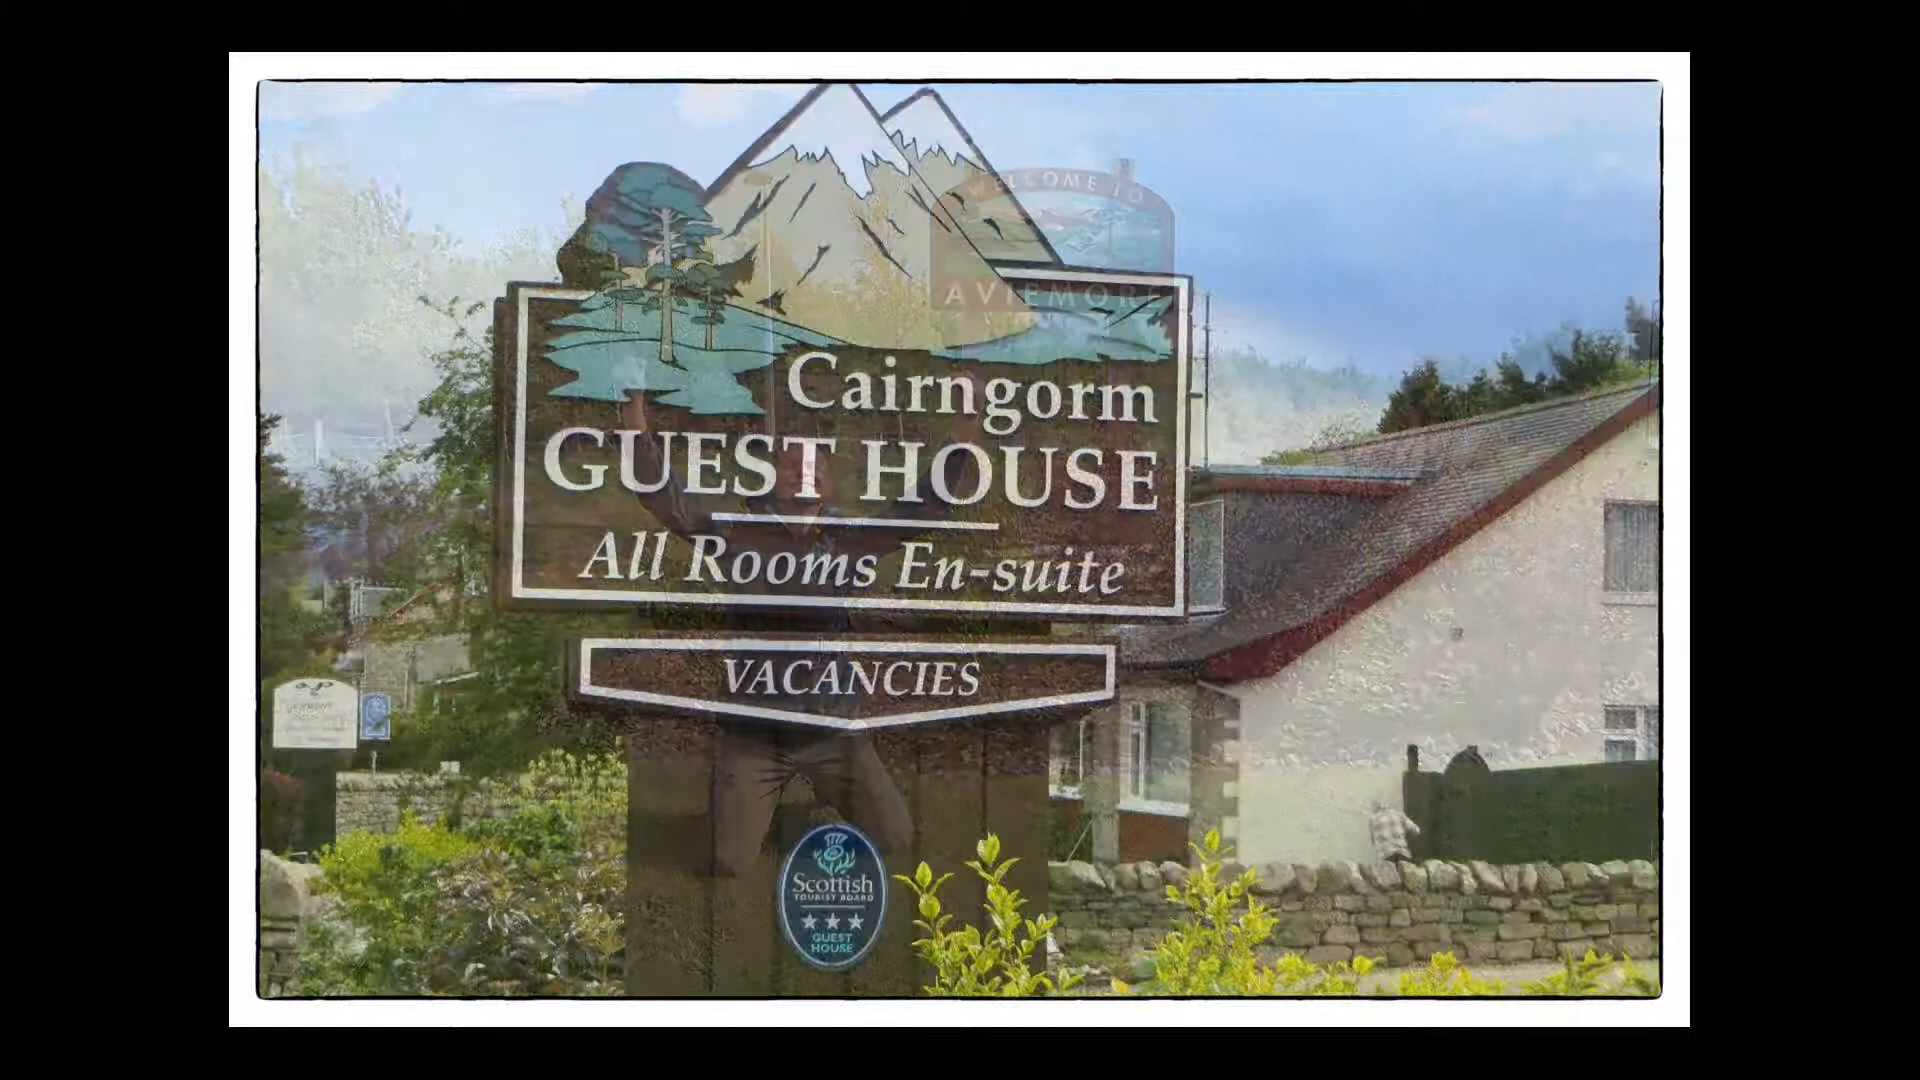 WELCOME TO
AVIEMORE
Cairngorm
GUEST HOUSE
All Rooms En-suite
VACANCIES
Scottish
TOURIST BOARD
GUEST
HOUSE